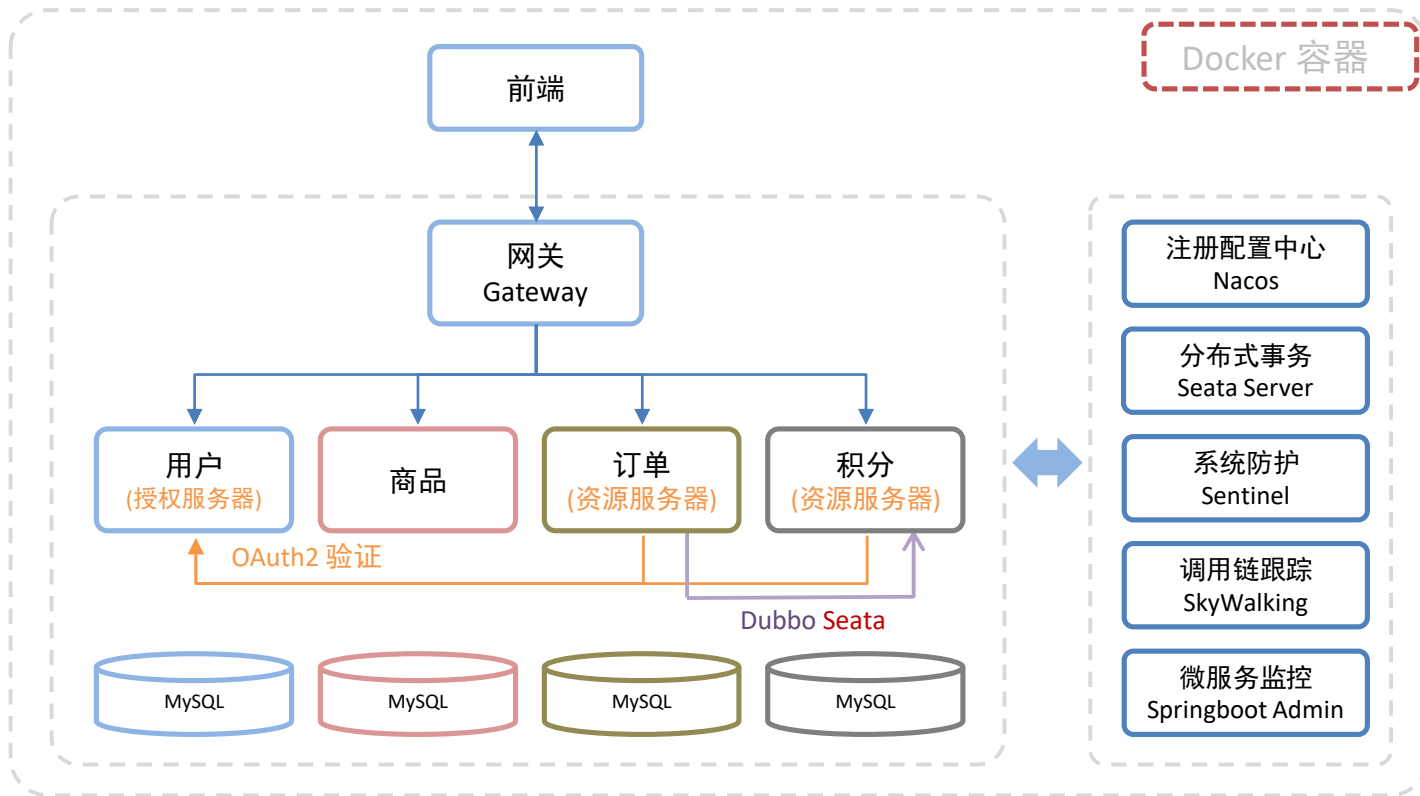 Docker 容器
前端
网关
Gateway
用户
(授权服务器)
商品
订单
(资源服务器)
积分
(资源服务器)
OAuth2 验证
Dubbo Seata
MySQL
MySQL
MySQL
MySQL
注册配置中心
Nacos
分布式事务
Seata Server
系统防护
Sentinel
调用链跟踪
SkyWalking
微服务监控
Springboot Admin